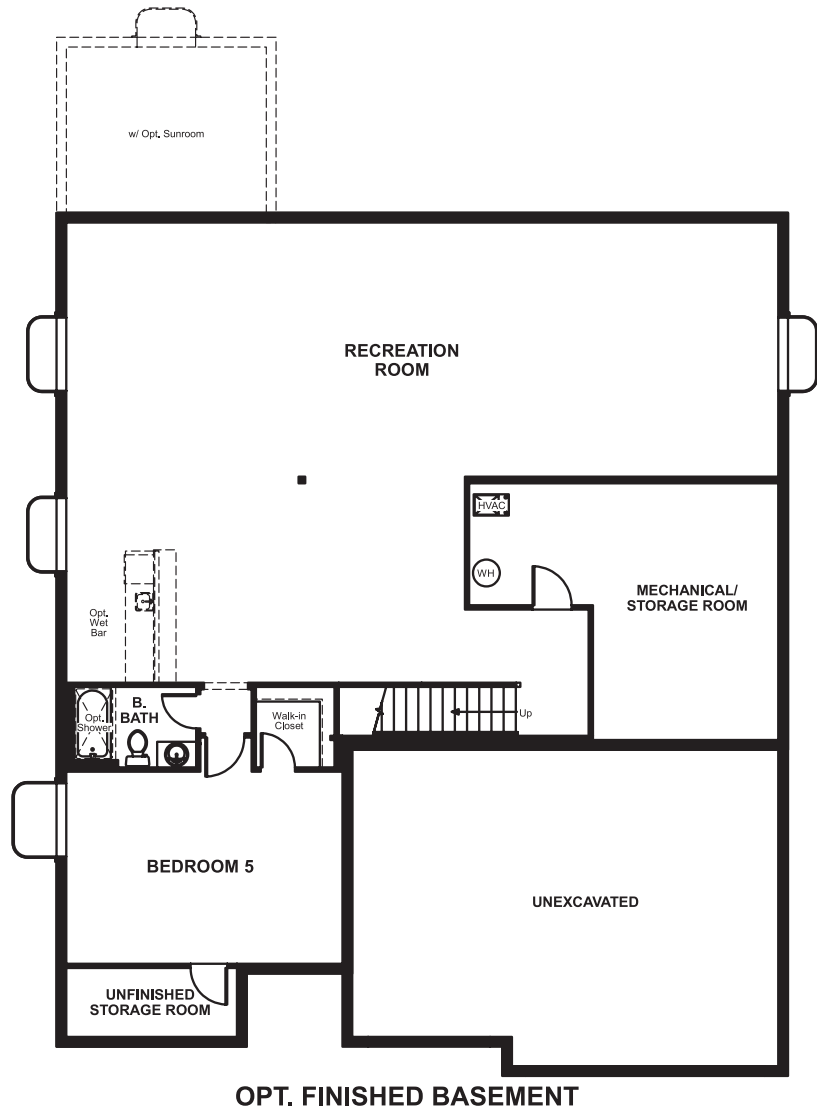 w/ Opt. Sunroom
RECREATION
ROOM
HVAC
WH
MECHANICAL/
STORAGE ROOM
Opt.
Wet
Bar
B.
BATH
Opt.
Shower
Walk-in
Closet
Up
BEDROOM 5
UNEXCAVATED
UNFINISHED
STORAGE ROOM
OPT. FINISHED BASEMENT